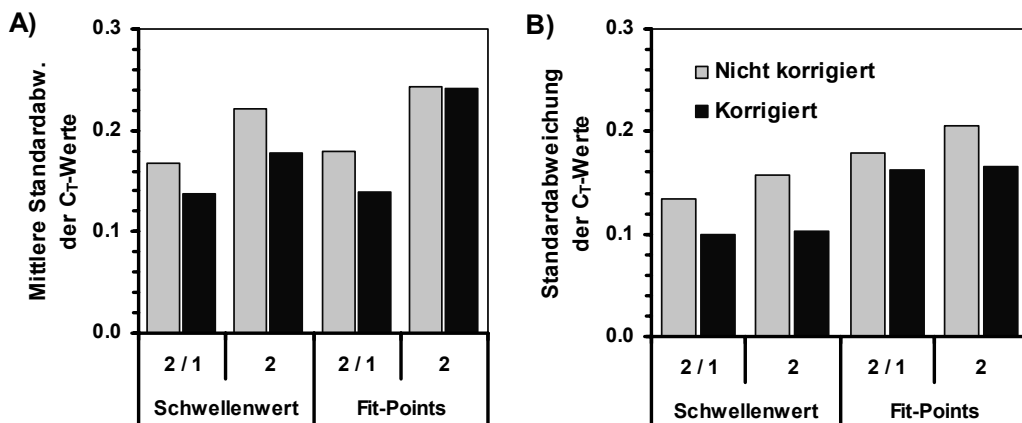 A)
Mittlere Standardabw.
der CT-Werte
0.3
0.2
0.1
0.0
2 / 1
2
2 / 1
2
Schwellenwert
Fit-Points
B)
Standardabweichung
der CT-Werte
0.3
0.2
0.1
0.0
Nicht korrigiert
Korrigiert
2 / 1
2
2 / 1
2
Schwellenwert
Fit-Points